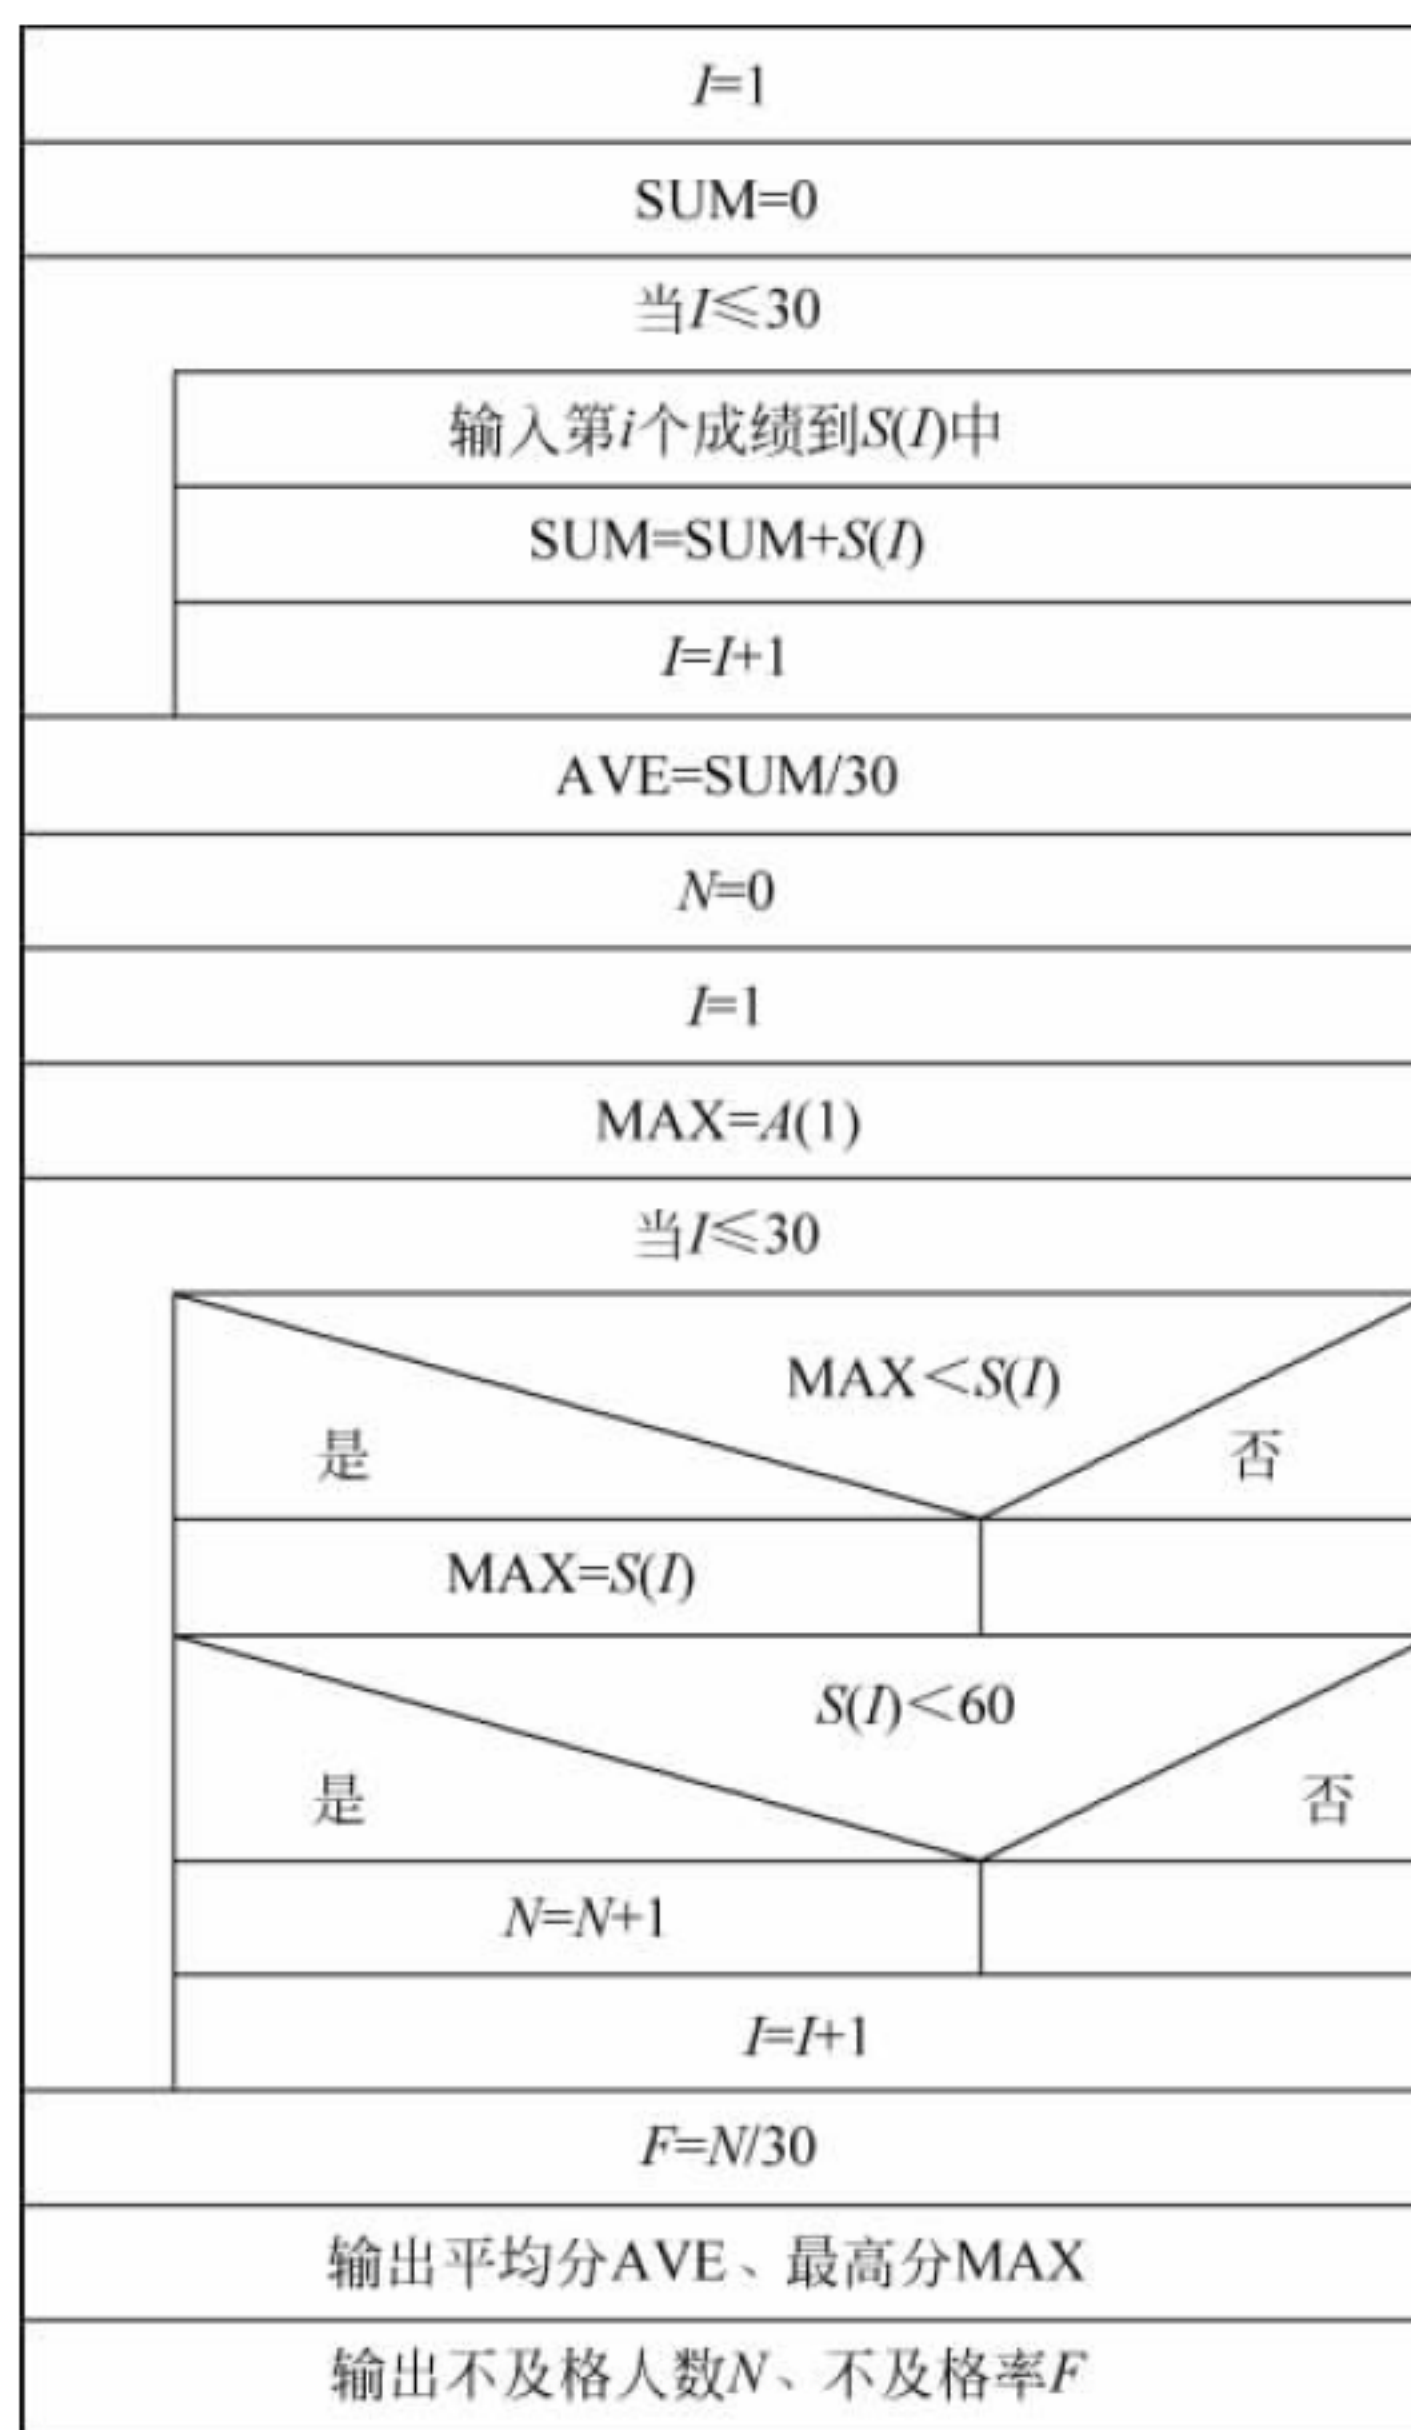 I=1
SUM=0
当I≤30
输入第i个成绩到S(I)中
SUM=SUM+S(I)
I=I+1
AVE=SUM/30
N=0
I=1
MAX=A(1)
当I≤30
MAX<S(I)
是 否
MAX=S(I)
S(I)<60
是 否
N=N+1
I=I+1
F=N/30
输出平均分AVE、最高分MAX
输出不及格人数N、不及格率F